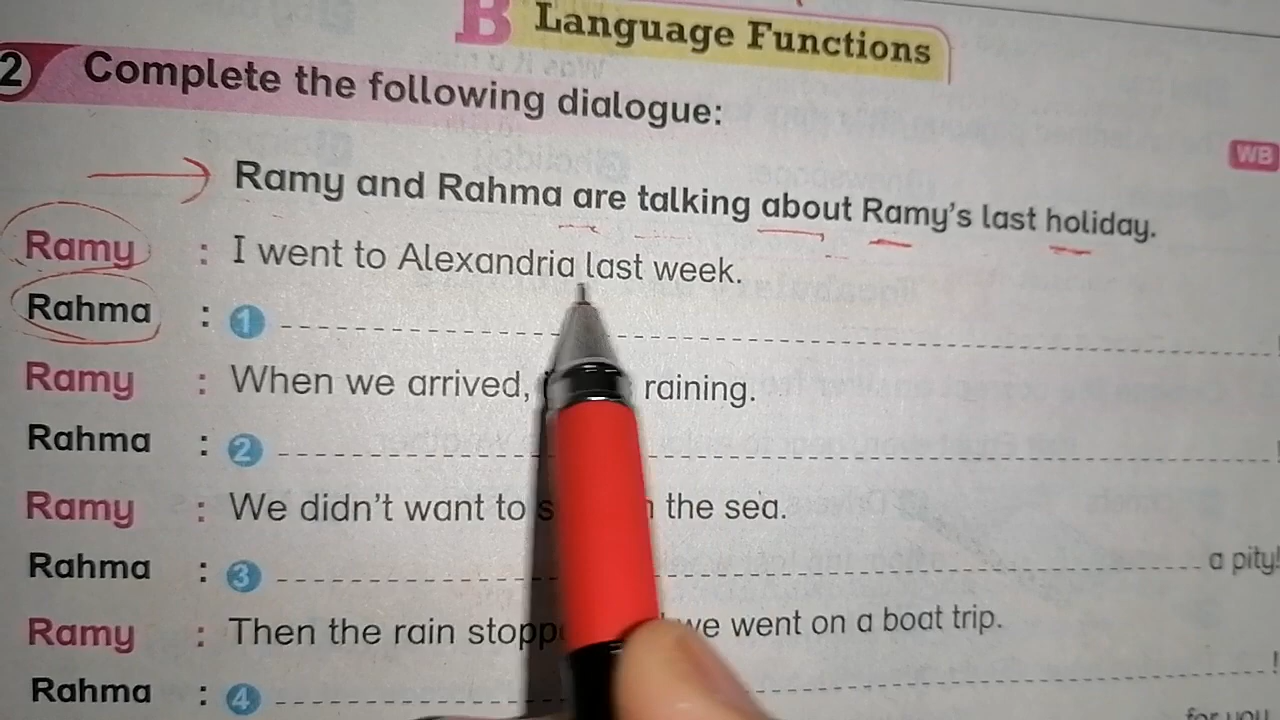 B Language Functions
2 Complete the following dialogue:
WB
Ramy and Rahma are talking about Ramy's last holiday.
Ramy : I went to Alexandria last week.
Rahma : 1
Ramy : When we arrived, raining.
Rahma : 2
Ramy : We didn't want to the sea.
Rahma : 3 a pity!
Ramy : Then the rain we went on a boat trip.
Rahma : 4 !
for you